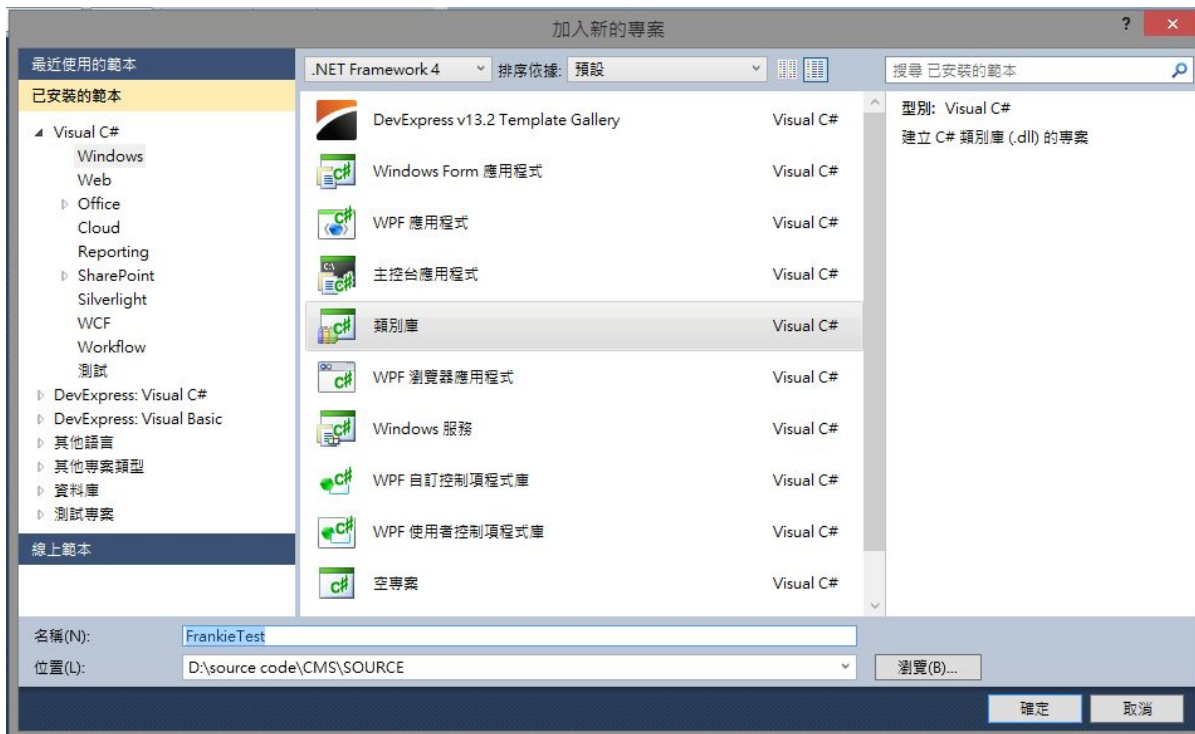 加入新的專案
?
×
最近使用的範本
已安裝的範本
Visual C#
Windows
Web
Office
Cloud
Reporting
SharePoint
Silverlight
WCF
Workflow
測試
DevExpress: Visual C#
DevExpress: Visual Basic
其他語言
其他專案類型
資料庫
測試專案
線上範本
.NET Framework 4
排序依據: 預設
DevExpress v13.2 Template Gallery Visual C#
Windows Form 應用程式 Visual C#
WPF 應用程式 Visual C#
主控台應用程式 Visual C#
類別庫 Visual C#
WPF 瀏覽器應用程式 Visual C#
Windows 服務 Visual C#
WPF 自訂控制項程式庫 Visual C#
WPF 使用者控制項程式庫 Visual C#
空專案 Visual C#
搜尋 已安裝的範本
型別: Visual C#
建立 C# 類別庫 (.dll) 的專案
名稱(N): FrankieTest
位置(L): D:\source code\CMS\SOURCE
瀏覽(B)...
確定
取消